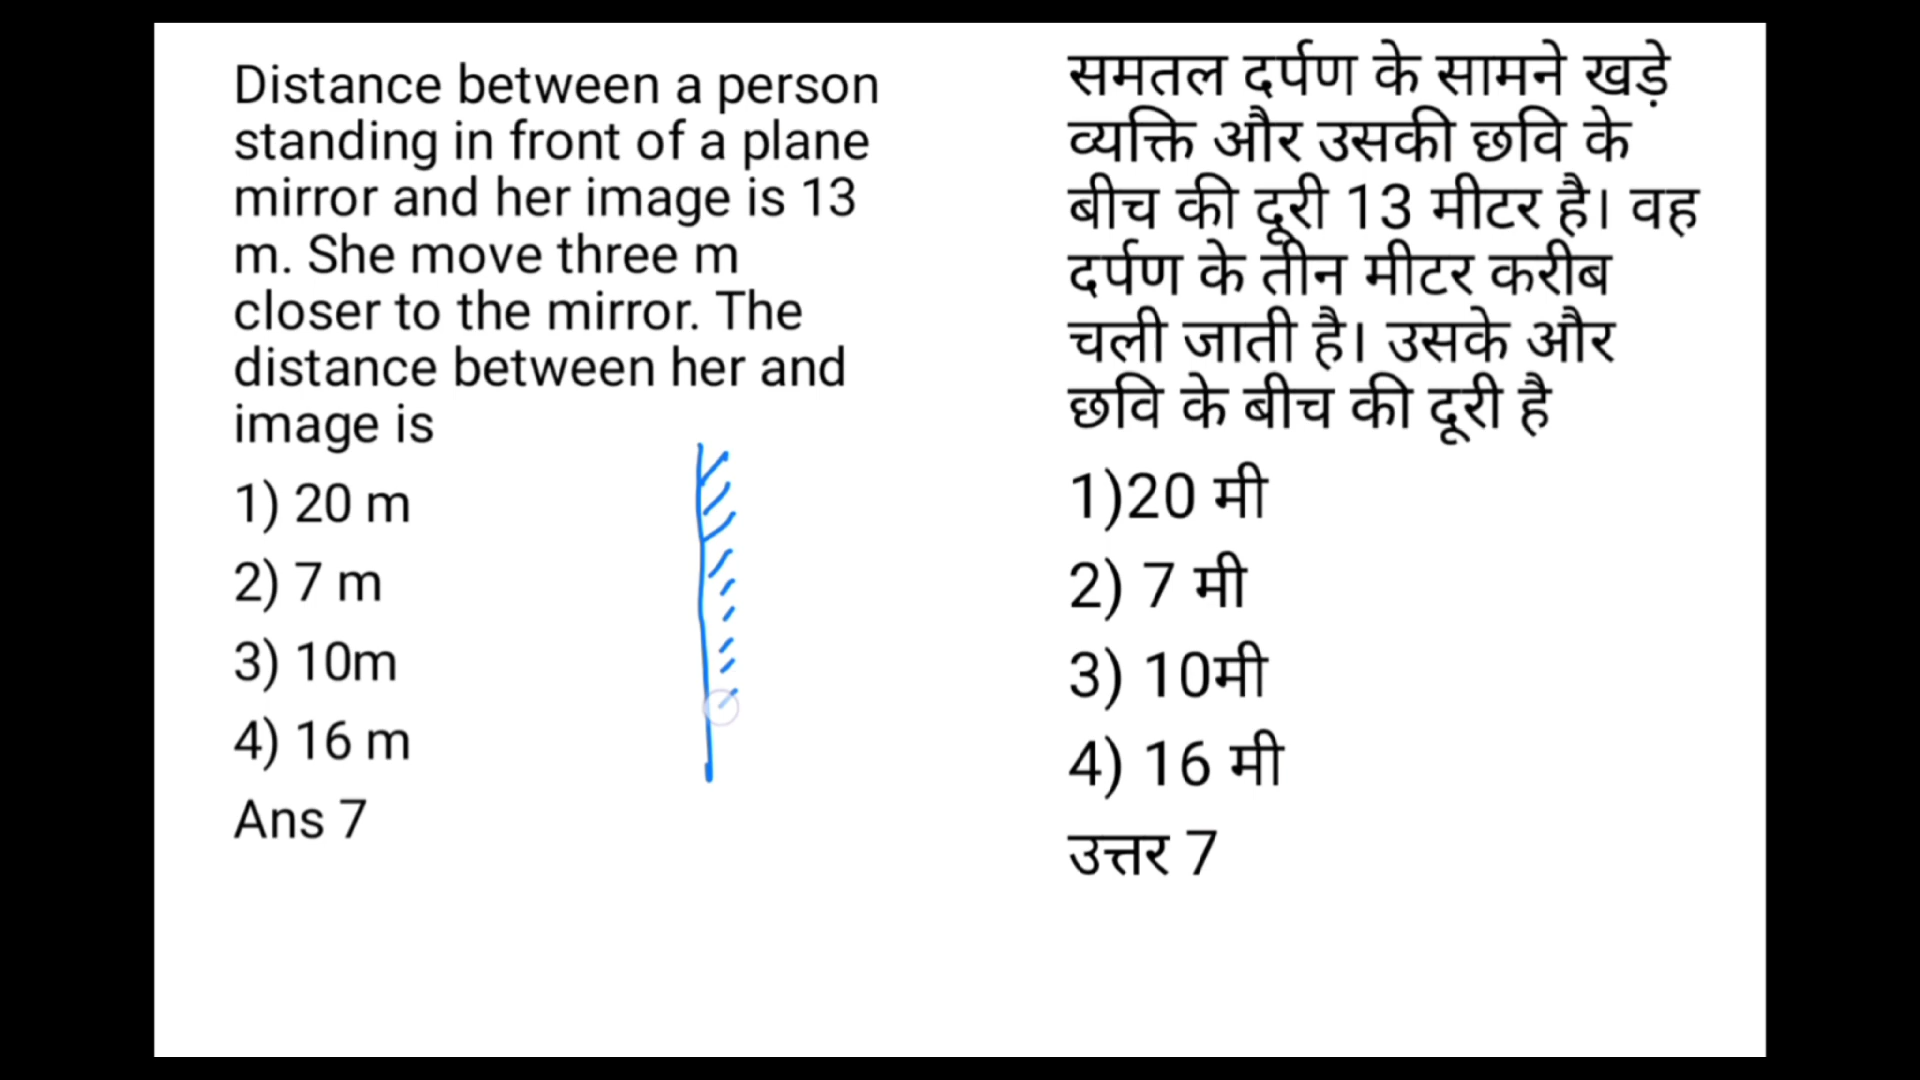 Distance between a person
standing in front of a plane
mirror and her image is 13
m. She move three m
closer to the mirror. The
distance between her and
image is
1) 20 m
2) 7 m
3) 10m
4) 16 m
Ans 7
समतल दर्पण के सामने खड़े
व्यक्ति और उसकी छवि के
बीच की दूरी 13 मीटर है। वह
दर्पण के तीन मीटर करीब
चली जाती है। उसके और
छवि के बीच की दूरी है
1)20 मी
2) 7 मी
3) 10मी
4) 16 मी
उत्तर 7